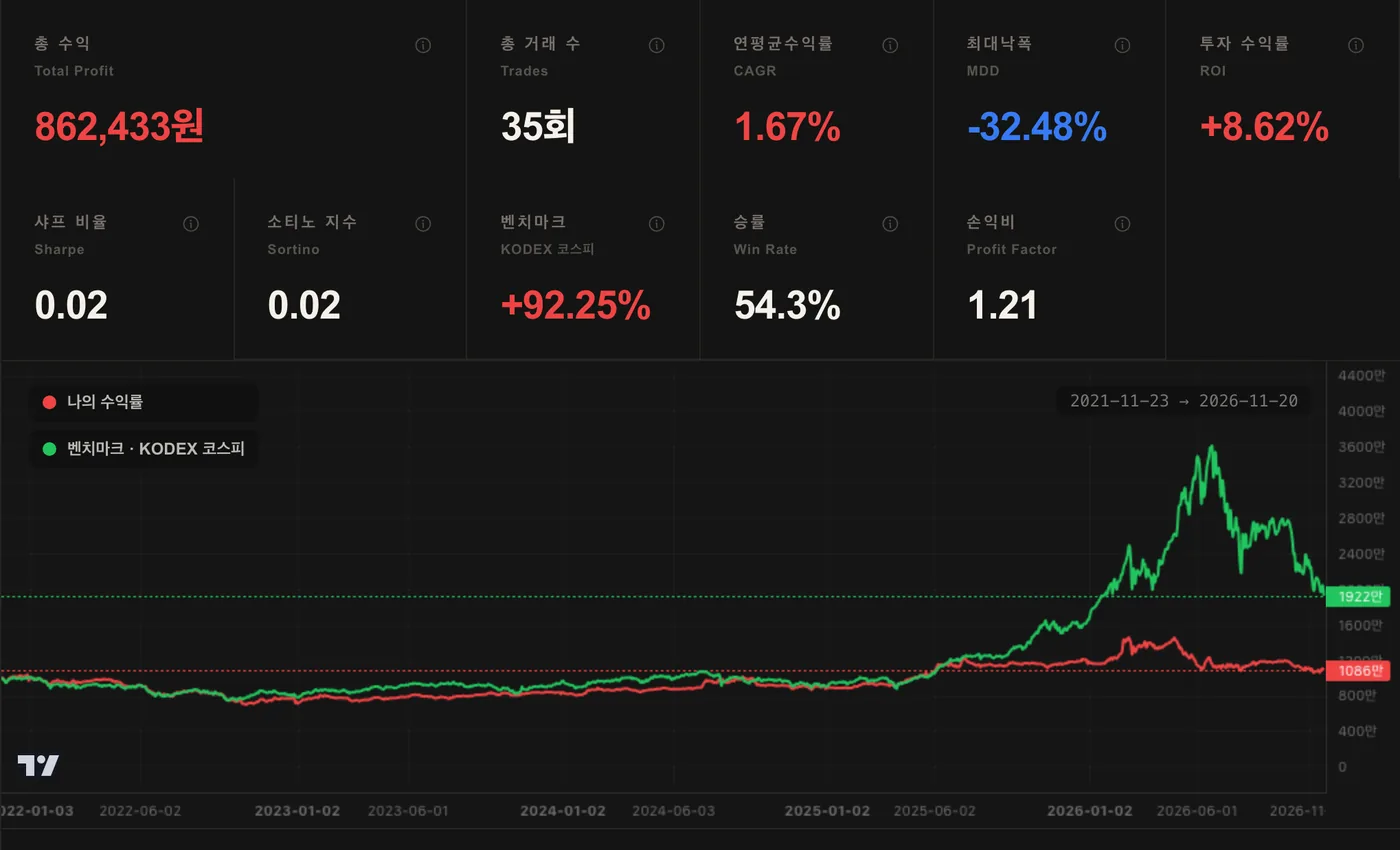 총 수익
Total Profit
862,433원
총 거래 수
Trades
35회
연평균수익률
CAGR
1.67%
최대낙폭
MDD
-32.48%
투자 수익률
ROI
+8.62%
샤프 비율
Sharpe
0.02
소티노 지수
Sortino
0.02
벤치마크
KODEX 코스피
+92.25%
승률
Win Rate
54.3%
손익비
Profit Factor
1.21
나의 수익률
벤치마크 · KODEX 코스피
2021-11-23 → 2026-11-20
4400만
4000만
3600만
3200만
2800만
2400만
1922만
1600만
1200만
1086만
800만
400만
0
022-01-03
2022-06-02
2023-01-02
2023-06-01
2024-01-02
2024-06-03
2025-01-02
2025-06-02
2026-01-02
2026-06-01
2026-11